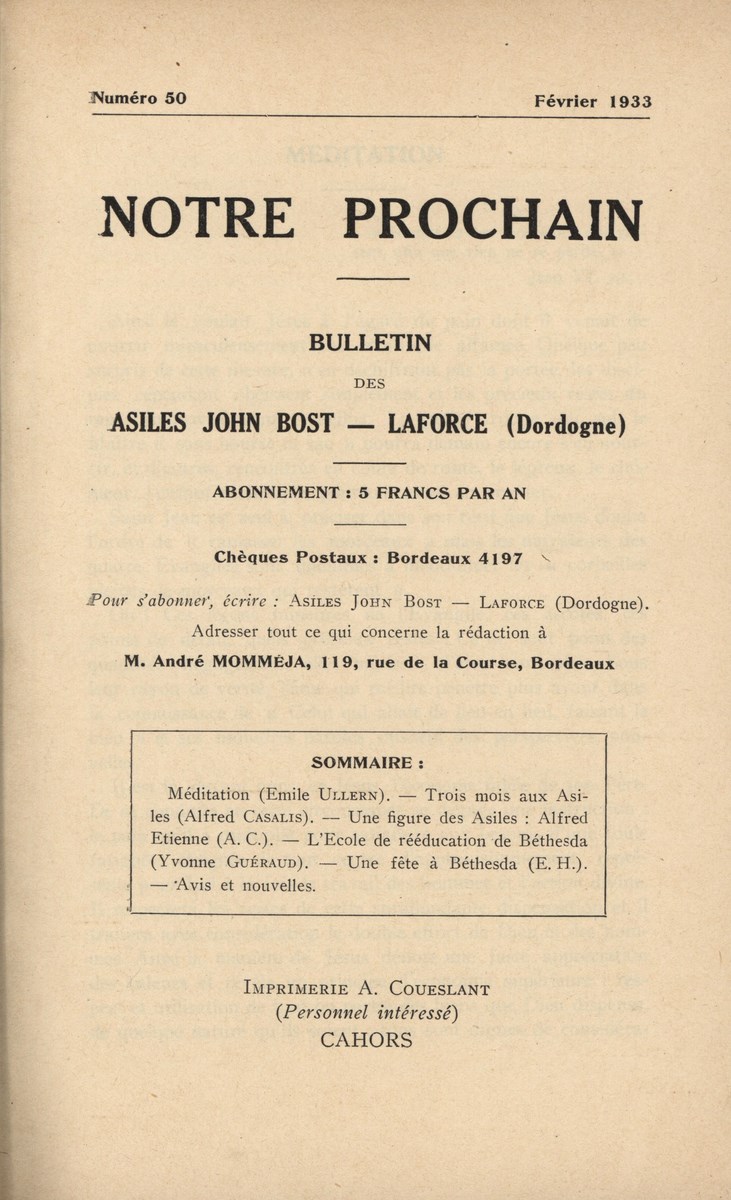 Numéro 50
Février 1933
NOTRE PROCHAIN
BULLETIN
DES
ASILES JOHN BOST — LAFORCE (Dordogne)
ABONNEMENT : 5 FRANCS PAR AN
Chèques Postaux : Bordeaux 4197
Pour s'abonner, écrire : ASILES JOHN BOST — LAFORCE (Dordogne).
Adresser tout ce qui concerne la rédaction à
M. André MOMMÉJA, 119, rue de la Course, Bordeaux
SOMMAIRE :
Méditation (Emile ULLERN). — Trois mois aux Asi-
les (Alfred CASALIS). — Une figure des Asiles : Alfred
Etienne (A. C.). — L'Ecole de rééducation de Béthesda
(Yvonne GUÉRAUD). — Une fête à Béthesda (E. H.).
— Avis et nouvelles.
IMPRIMERIE A. COUESLANT
(Personnel intéressé)
CAHORS